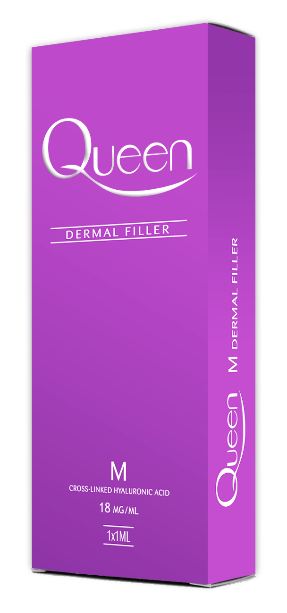 Queen
DERMAL FILLER
M
CROSS-LINKED HYALURONIC ACID
18 MG/ML
1x1ML
Queen M DERMAL FILLER